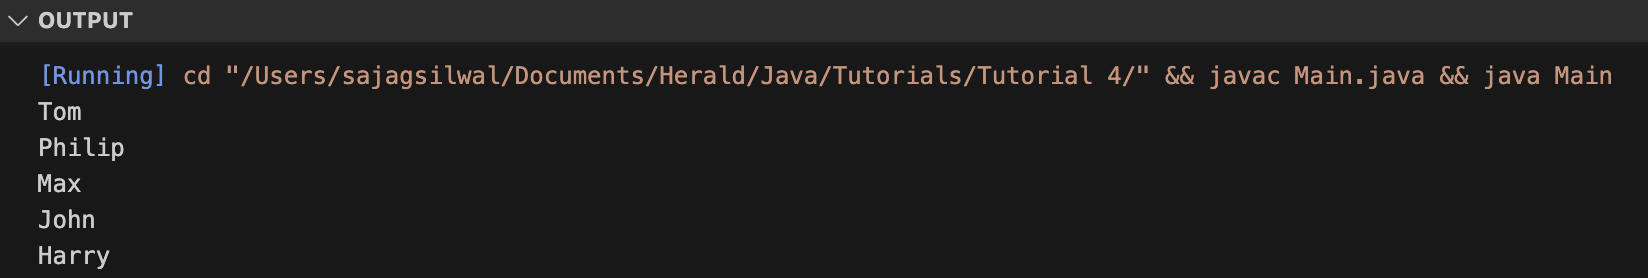 OUTPUT
[Running] cd "/Users/sajagsilwal/Documents/Herald/Java/Tutorials/Tutorial 4/" && javac Main.java && java Main
Tom
Philip
Max
John
Harry